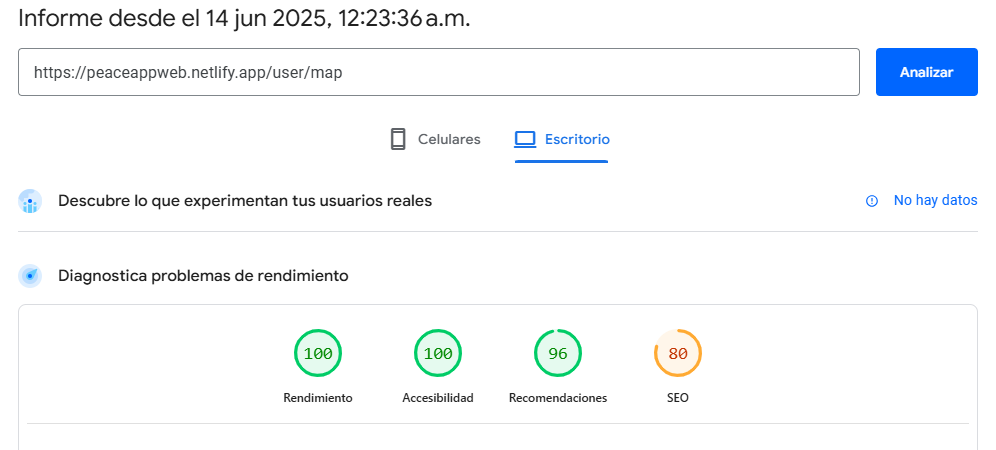 Informe desde el 14 jun 2025, 12:23:36 a.m.
https://peaceappweb.netlify.app/user/map
Analizar
Celulares
Escritorio
Descubre lo que experimentan tus usuarios reales
No hay datos
Diagnostica problemas de rendimiento
100
100
96
80
Rendimiento
Accesibilidad
Recomendaciones
SEO